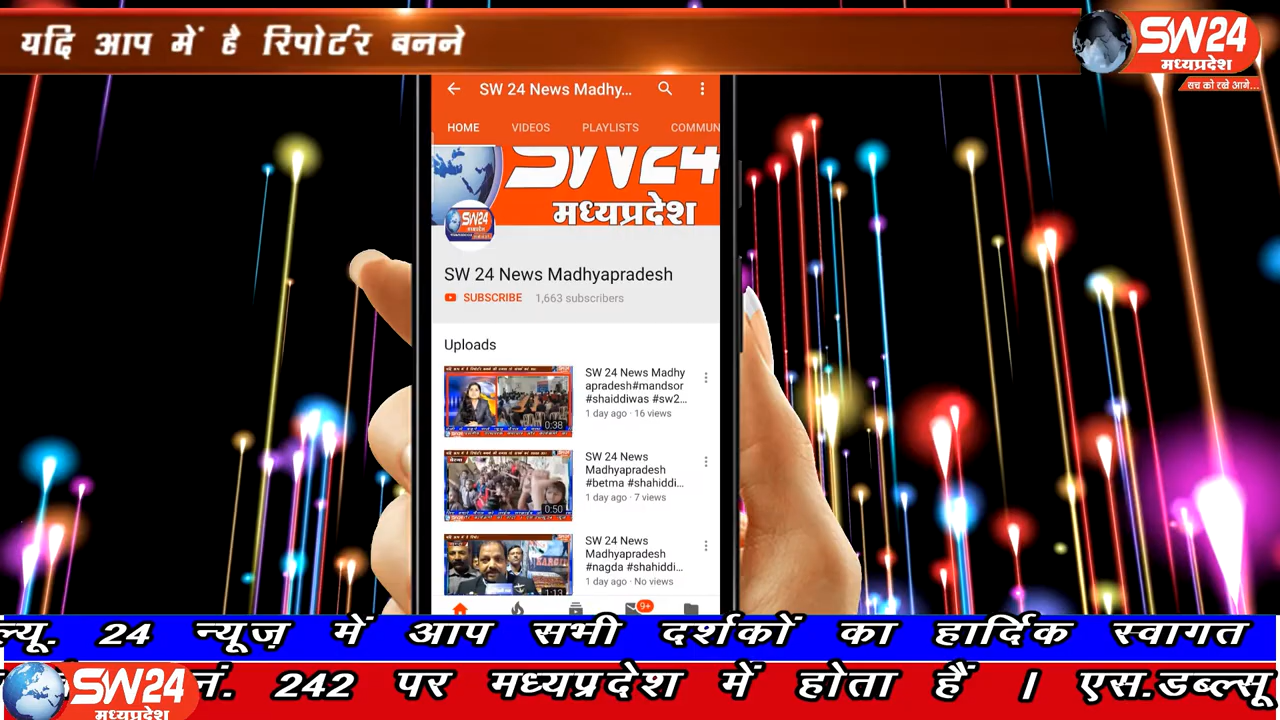 यदि आप में है रिपोर्टर बनने
SW24
मध्यप्रदेश
सच को रखे आगे...
SW 24 News Madhy...
HOME VIDEOS PLAYLISTS COMMUN
SW24
मध्यप्रदेश
SW24
SW 24 News Madhyapradesh
SUBSCRIBE 1,663 subscribers
Uploads
SW 24 News Madhy
apradesh#mandsor
#shaiddiwas #sw2...
1 day ago · 16 views
0:38
SW 24 News
Madhyapradesh
#betma #shahiddi...
1 day ago · 7 views
0:50
SW 24 News
Madhyapradesh
#nagda #shahiddi...
1 day ago · No views
1:13
9+
ल्यू. 24 न्यूज़ में आप सभी दर्शकों का हार्दिक स्वागत
नं. 242 पर मध्यप्रदेश में होता हैं । एस.डब्ल्यू
SW24
मध्यप्रदेश